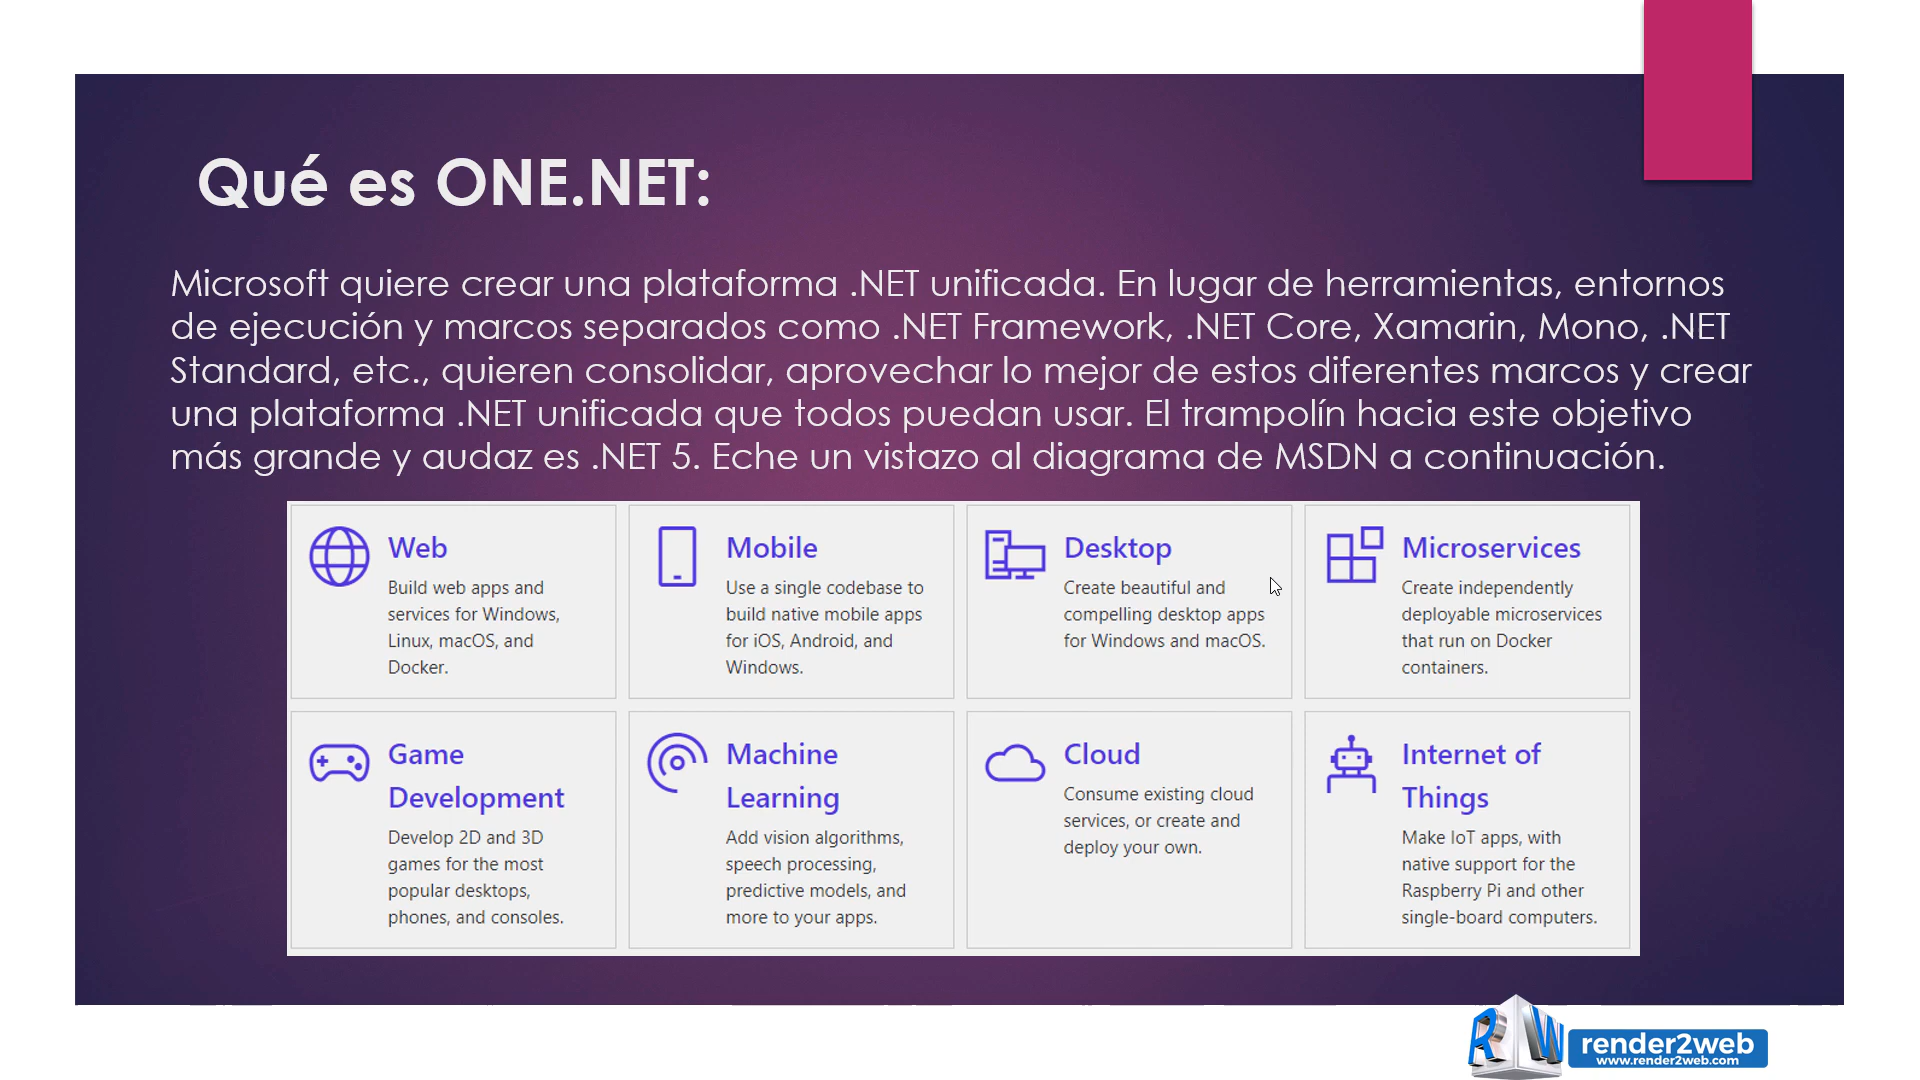 Qué es ONE.NET:
Microsoft quiere crear una plataforma .NET unificada. En lugar de herramientas, entornos
de ejecución y marcos separados como .NET Framework, .NET Core, Xamarin, Mono, .NET
Standard, etc., quieren consolidar, aprovechar lo mejor de estos diferentes marcos y crear
una plataforma .NET unificada que todos puedan usar. El trampolín hacia este objetivo
más grande y audaz es .NET 5. Eche un vistazo al diagrama de MSDN a continuación.
Web
Build web apps and
services for Windows,
Linux, macOS, and
Docker.
Mobile
Use a single codebase to
build native mobile apps
for iOS, Android, and
Windows.
Desktop
Create beautiful and
compelling desktop apps
for Windows and macOS.
Microservices
Create independently
deployable microservices
that run on Docker
containers.
Game
Development
Develop 2D and 3D
games for the most
popular desktops,
phones, and consoles.
Machine
Learning
Add vision algorithms,
speech processing,
predictive models, and
more to your apps.
Cloud
Consume existing cloud
services, or create and
deploy your own.
Internet of
Things
Make IoT apps, with
native support for the
Raspberry Pi and other
single-board computers.
R W
render2web
www.render2web.com